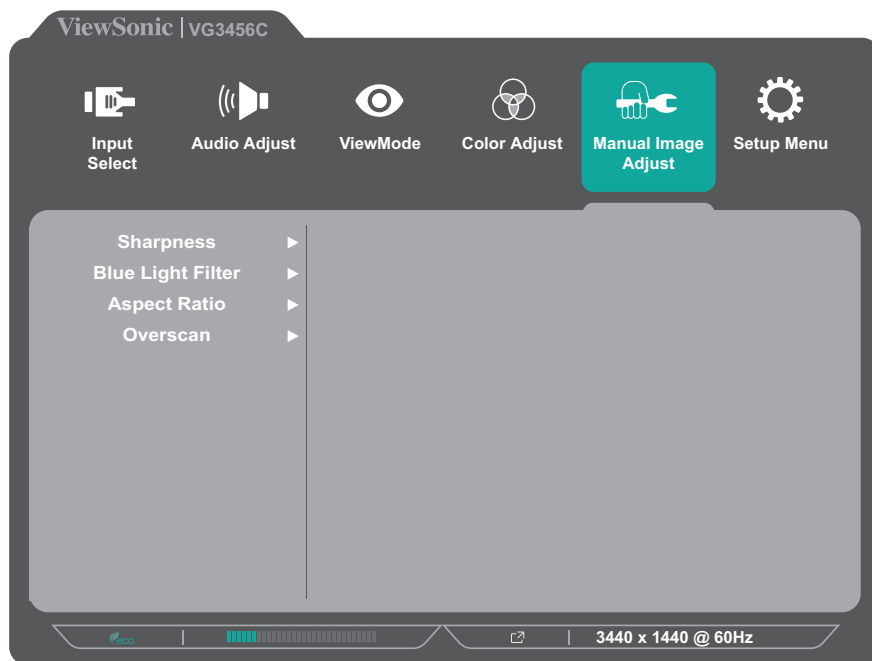 ViewSonic | VG3456C
Input Select
Audio Adjust
ViewMode
Color Adjust
Manual Image Adjust
Setup Menu
Sharpness
Blue Light Filter
Aspect Ratio
Overscan
eco
3440 x 1440 @ 60Hz